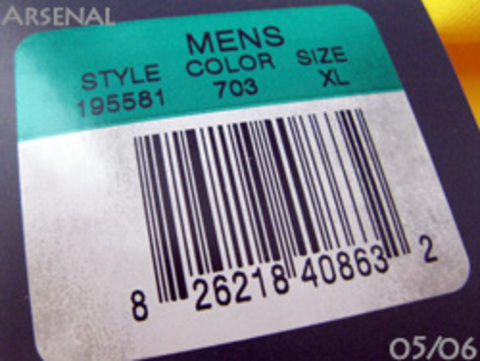 ARSENAL
MENS
STYLE COLOR SIZE
195581 703 XL
8 26218 40863 2
05/06